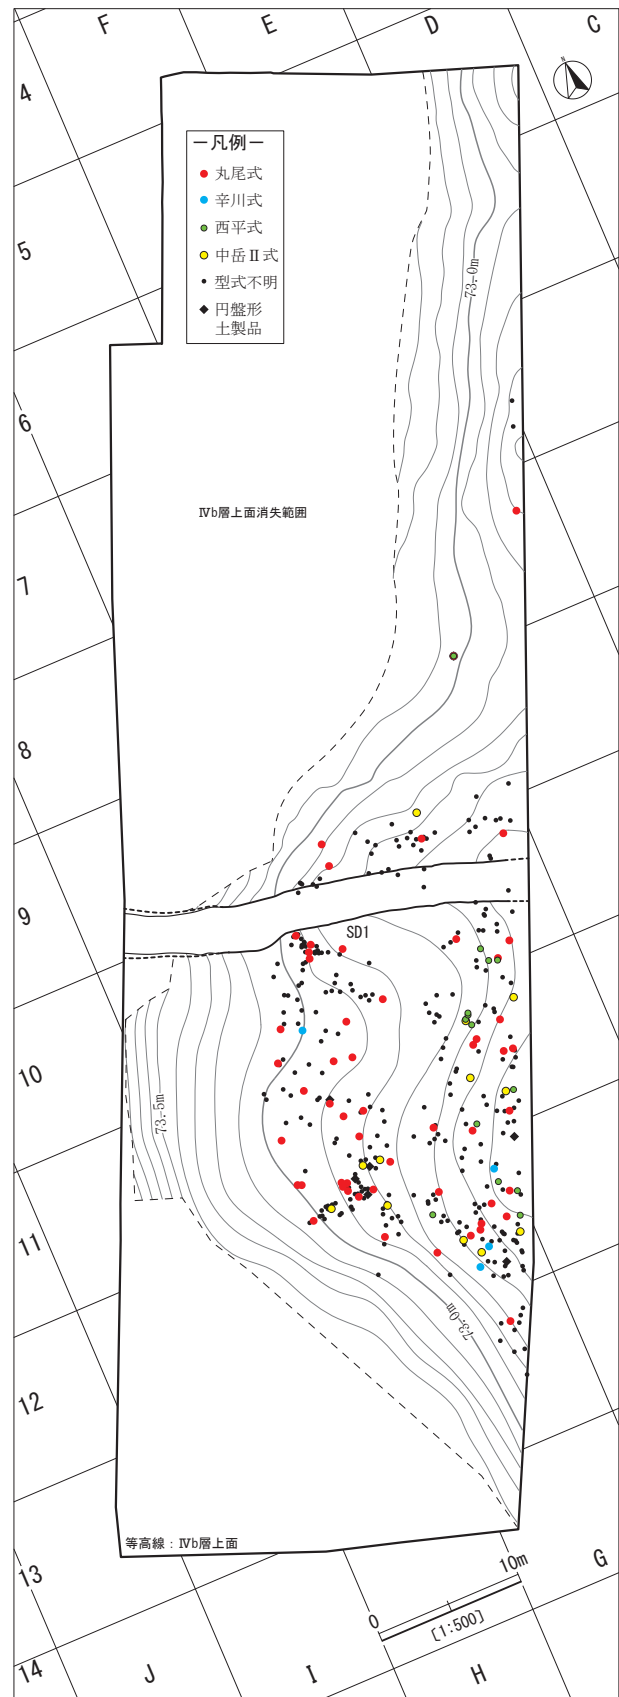 F
E
D
C
4
5
6
7
8
9
10
11
12
13
14
－凡例－
丸尾式
辛川式
西平式
中岳Ⅱ式
型式不明
円盤形
土製品
N
73.0m
Ⅳb層上面消失範囲
SD1
73.5m
73.0m
等高線：Ⅳb層上面
0
10m
[1:500]
G
J
I
H